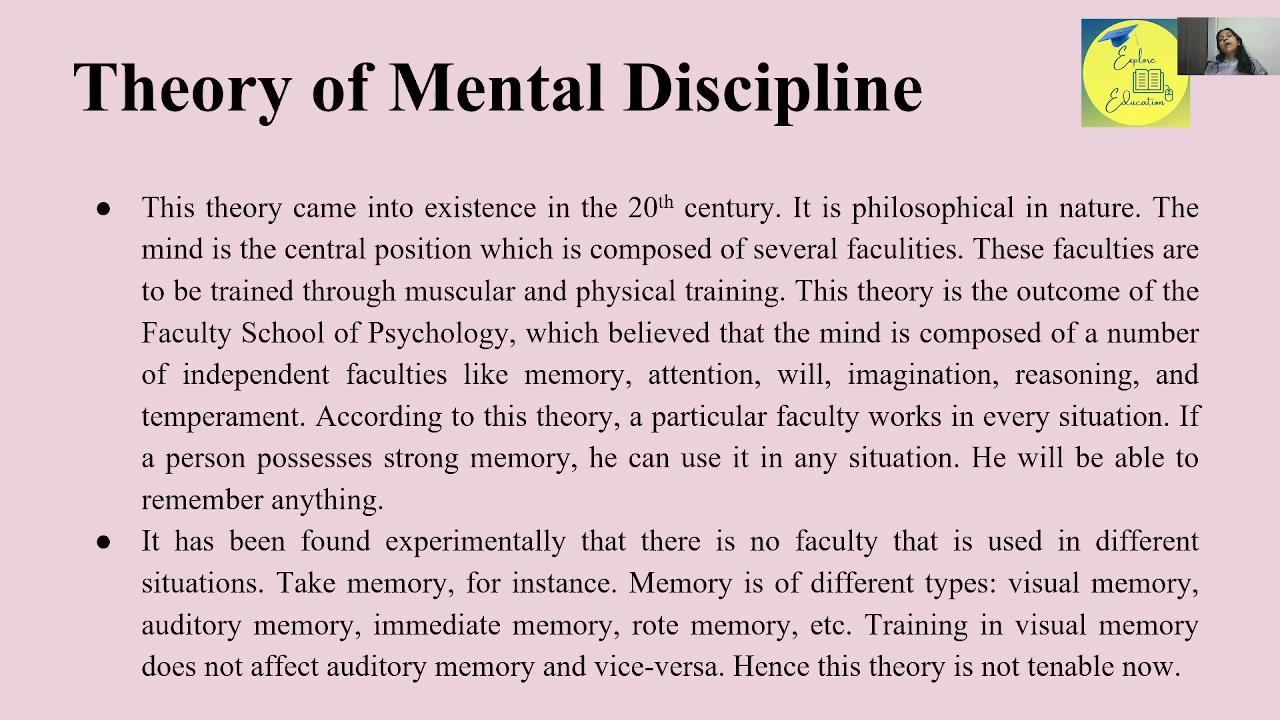 Theory of Mental Discipline
Explore
Education
● This theory came into existence in the 20th century. It is philosophical in nature. The
mind is the central position which is composed of several faculities. These faculties are
to be trained through muscular and physical training. This theory is the outcome of the
Faculty School of Psychology, which believed that the mind is composed of a number
of independent faculties like memory, attention, will, imagination, reasoning, and
temperament. According to this theory, a particular faculty works in every situation. If
a person possesses strong memory, he can use it in any situation. He will be able to
remember anything.
● It has been found experimentally that there is no faculty that is used in different
situations. Take memory, for instance. Memory is of different types: visual memory,
auditory memory, immediate memory, rote memory, etc. Training in visual memory
does not affect auditory memory and vice-versa. Hence this theory is not tenable now.